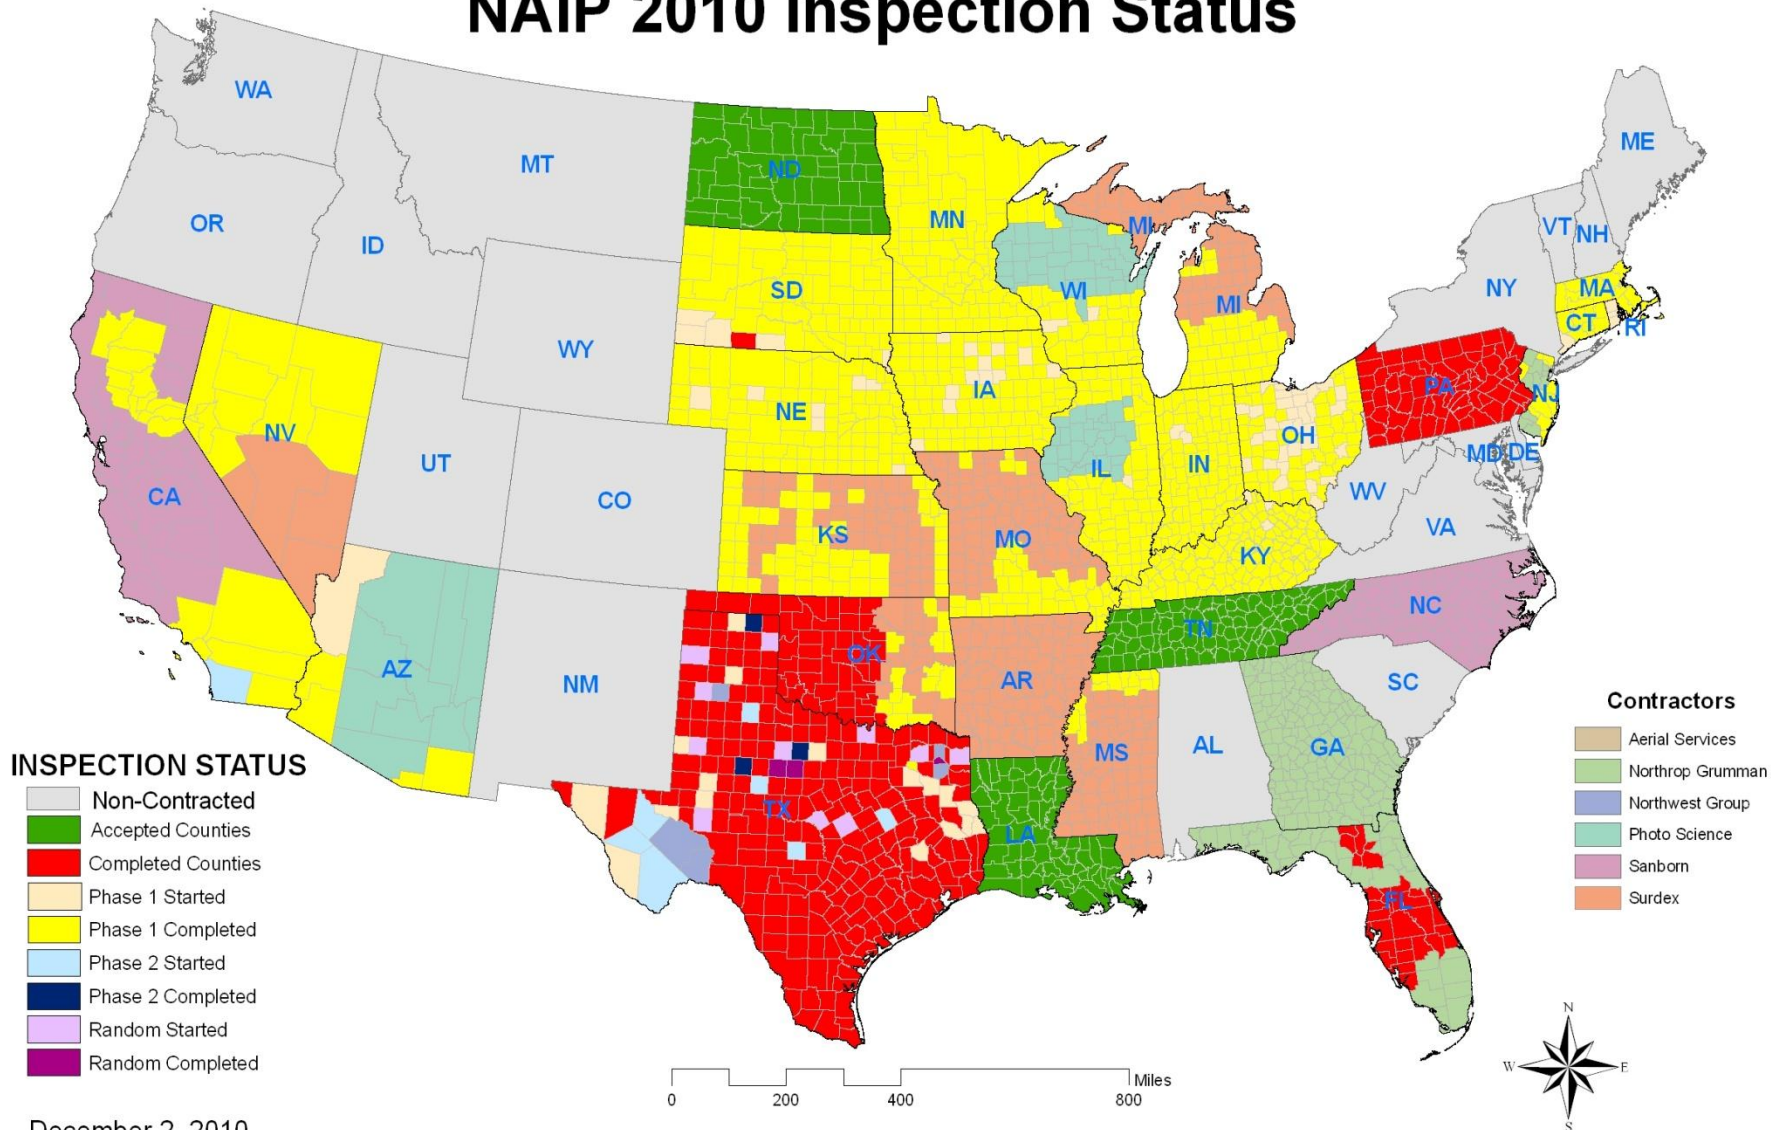 NAIP 2010 Inspection Status
WA
MT
ND
MN
ME
OR
ID
MI
VT
NH
SD
WI
MI
NY
MA
CT
RI
WY
IA
PA
NJ
NE
NV
OH
UT
IL
IN
MD
DE
CA
CO
WV
KS
MO
VA
KY
NC
TN
OK
AZ
NM
AR
SC
MS
AL
GA
TX
LA
FL
INSPECTION STATUS
Non-Contracted
Accepted Counties
Completed Counties
Phase 1 Started
Phase 1 Completed
Phase 2 Started
Phase 2 Completed
Random Started
Random Completed
Contractors
Aerial Services
Northrop Grumman
Northwest Group
Photo Science
Sanborn
Surdex
N
W
E
S
Miles
0 200 400 800
December 2, 2010